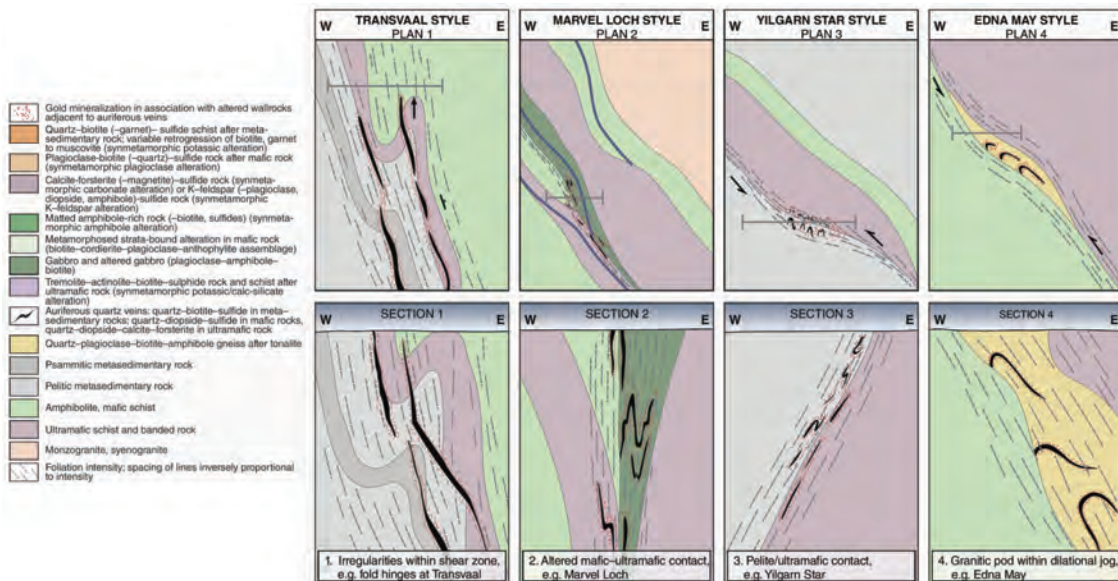 W TRANSVAAL STYLE E
PLAN 1
W MARVEL LOCH STYLE E
PLAN 2
W YILGARN STAR STYLE E
PLAN 3
W EDNA MAY STYLE E
PLAN 4
Gold mineralization in association with altered wallrocks
adjacent to auriferous veins
Quartz–biotite (–garnet)– sulfide schist after meta-
sedimentary rock; variable retrogression of biotite, garnet
to muscovite (synmetamorphic potassic alteration)
Plagioclase-biotite (–quartz)–sulfide rock after mafic rock
(synmetamorphic plagioclase alteration)
Calcite-forsterite (–magnetite)–sulfide rock (synmeta-
morphic carbonate alteration) or K–feldspar (–plagioclase,
diopside, amphibole)-sulfide rock (synmetamorphic
K–feldspar alteration)
Matted amphibole-rich rock (–biotite, sulfides) (synmeta-
morphic amphibole alteration)
Metamorphosed strata-bound alteration in mafic rock
(biotite–cordierite–plagioclase–anthophylite assemblage)
Gabbro and altered gabbro (plagioclase–amphibole–
biotite)
Tremolite–actinolite–biotite–sulphide rock and schist after
ultramafic rock (synmetamorphic potassic/calc-silicate
alteration)
Auriferous quartz veins: quartz–biotite–sulfide in meta-
sedimentary rocks; quartz–diopside–sulfide in mafic rocks,
quartz–diopside–calcite–forsterite in ultramafic rock
Quartz–plagioclase–biotite–amphibole gneiss after tonalite
Psammitic metasedimentary rock
Pelitic metasedimentary rock
Amphibolite, mafic schist
Ultramafic schist and banded rock
Monzogranite, syenogranite
Foliation intensity; spacing of lines inversely proportional
to intensity
W SECTION 1 E
W SECTION 2 E
W SECTION 3 E
W SECTION 4 E
1. Irregularities within shear zone,
e.g. fold hinges at Transvaal
2. Altered mafic–ultramafic contact,
e.g. Marvel Loch
3. Pelite/ultramafic contact,
e.g. Yilgarn Star
4. Granitic pod within dilational jog,
e.g. Edna May